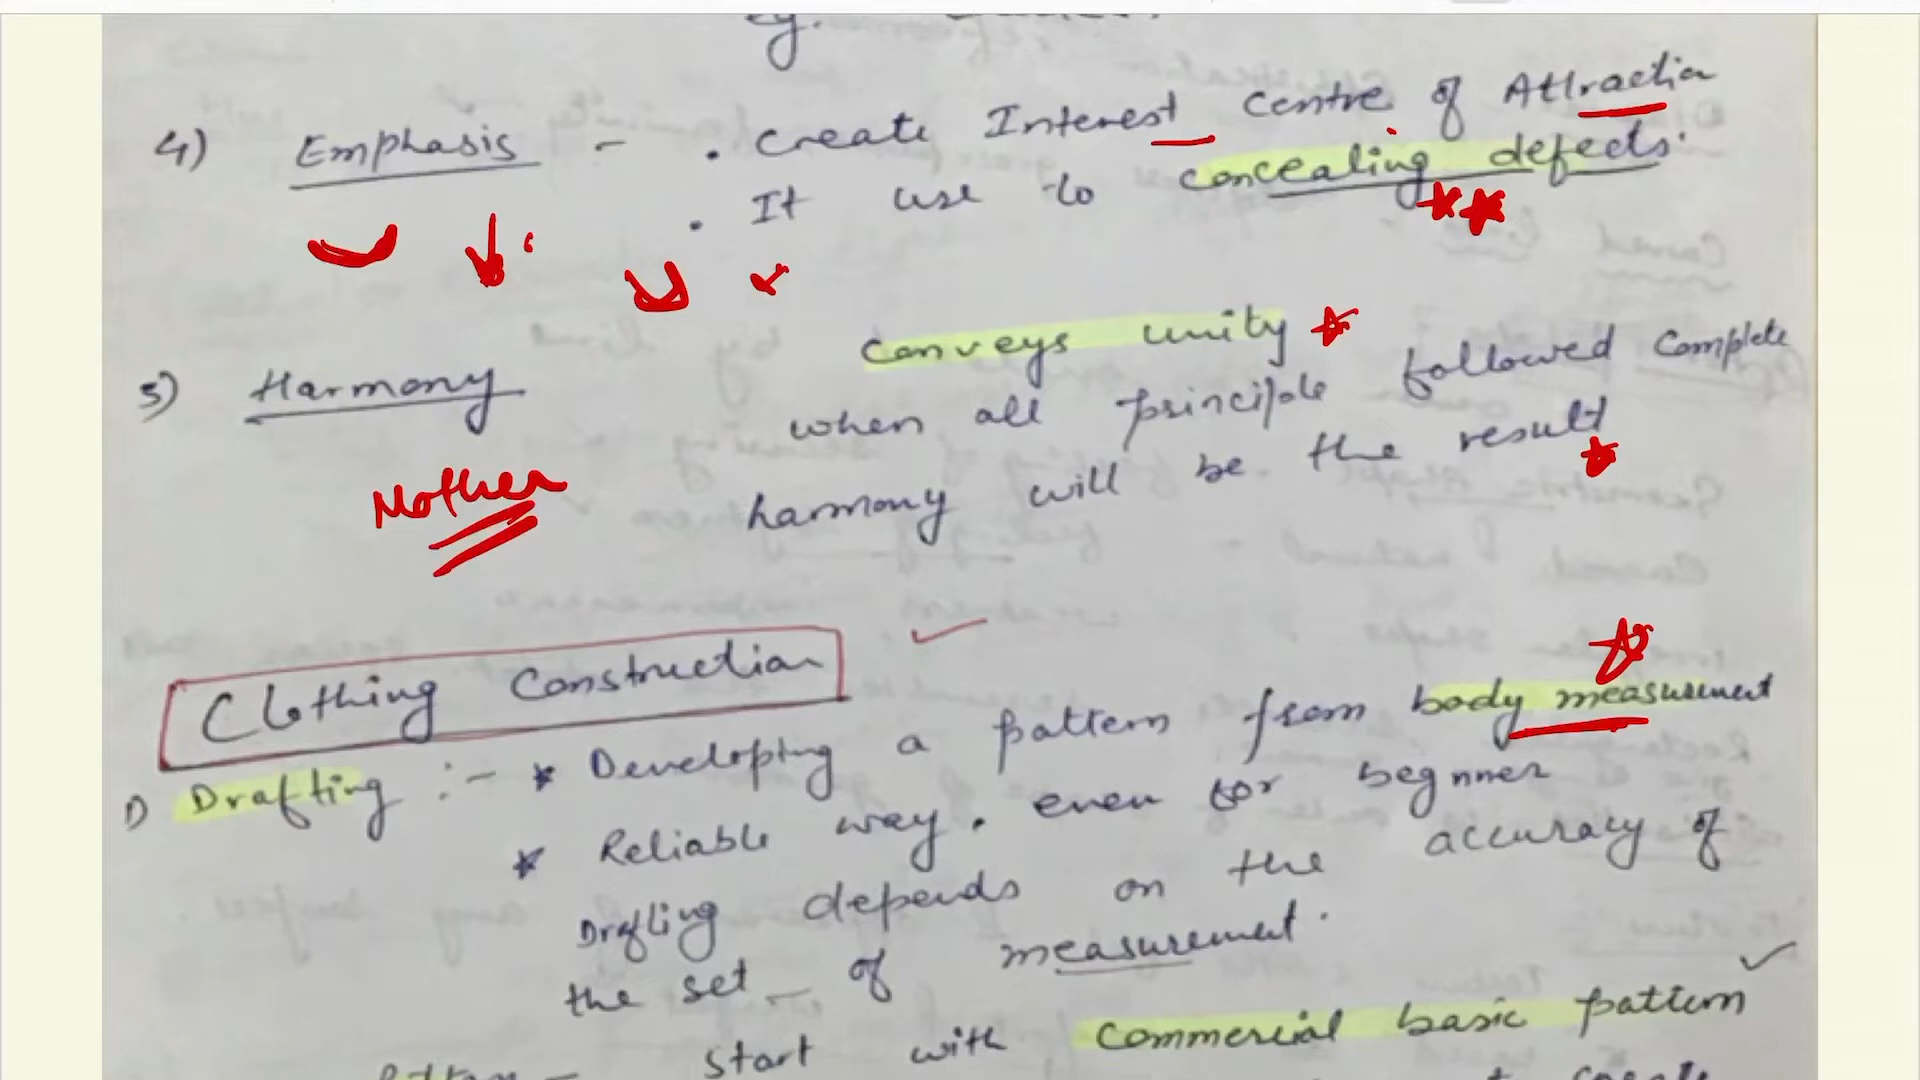 eg.
4) Emphasis - . Create Interest Centre of Attraction
. It use to concealing defects.
5) Harmony conveys unity
when all principle followed complete
harmony will be the result
Mother
Clothing Construction
1) Drafting :- * Developing a pattern from body measurement
* Reliable way. even for begnner
Drafting depends on the accuracy of
the set of measurement.
start with commercial basic pattern